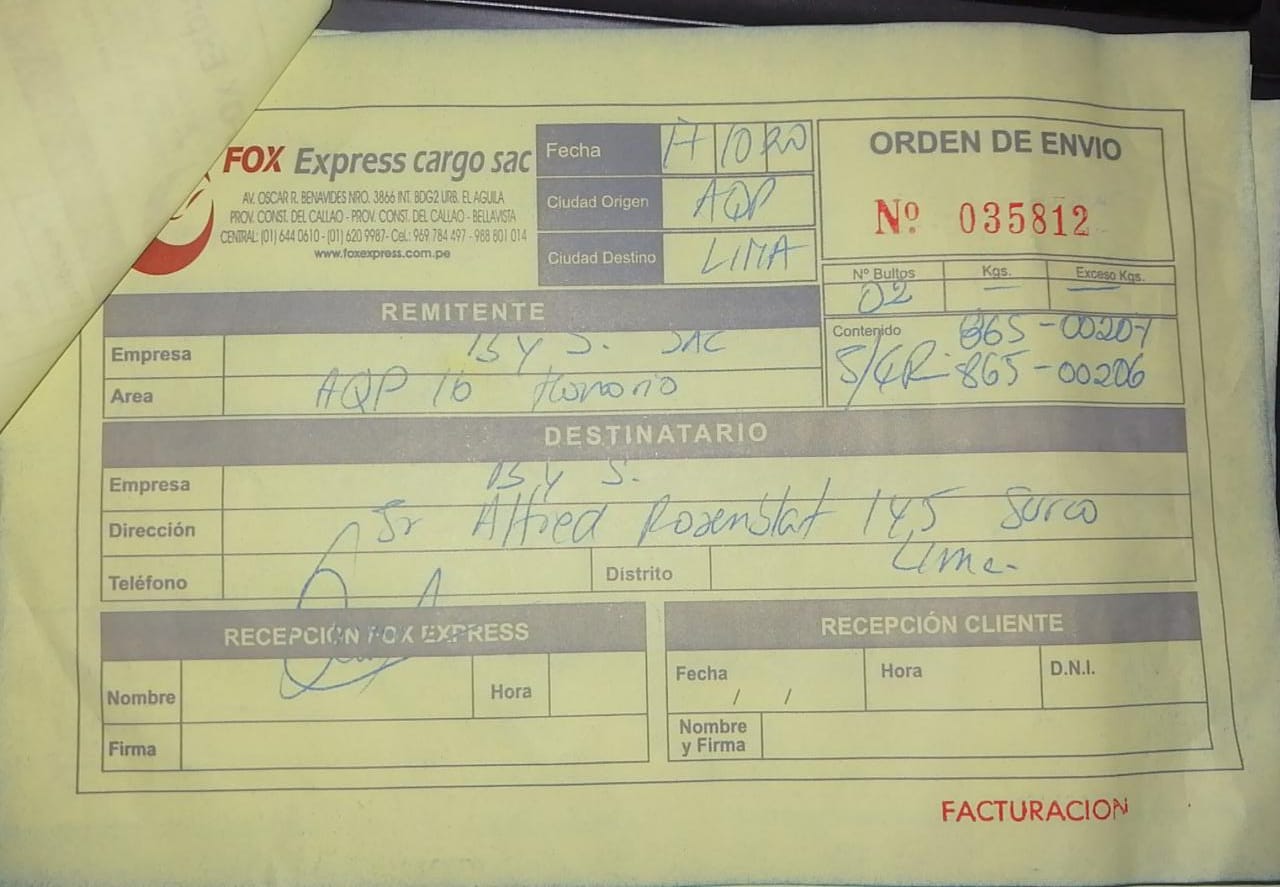 FOX Express cargo sac
AV. OSCAR R. BENAVIDES NRO. 3866 INT. BDG2 URB. EL AGUILA
PROV. CONST. DEL CALLAO - PROV. CONST. DEL CALLAO - BELLAVISTA
CENTRAL: (01) 644 0610 - (01) 620 9987- Cel.: 969 784 497 - 988 801 014
www.foxexpress.com.pe
Fecha 17 10 20
Ciudad Origen AQP
Ciudad Destino LIMA
ORDEN DE ENVIO
Nº 035812
Nº Bultos Kgs. Exceso Kgs.
02 — —
Contenido 865-00207
S/GR-865-00206
REMITENTE
Empresa B y S. SAC
Area AQP 10
DESTINATARIO
Empresa B y S.
Dirección Alfred Rosenblat 145 Surco
Teléfono Distrito Lima.
RECEPCIÓN FOX EXPRESS
Nombre Hora
Firma
RECEPCIÓN CLIENTE
Fecha / / Hora D.N.I.
Nombre
y Firma
FACTURACION